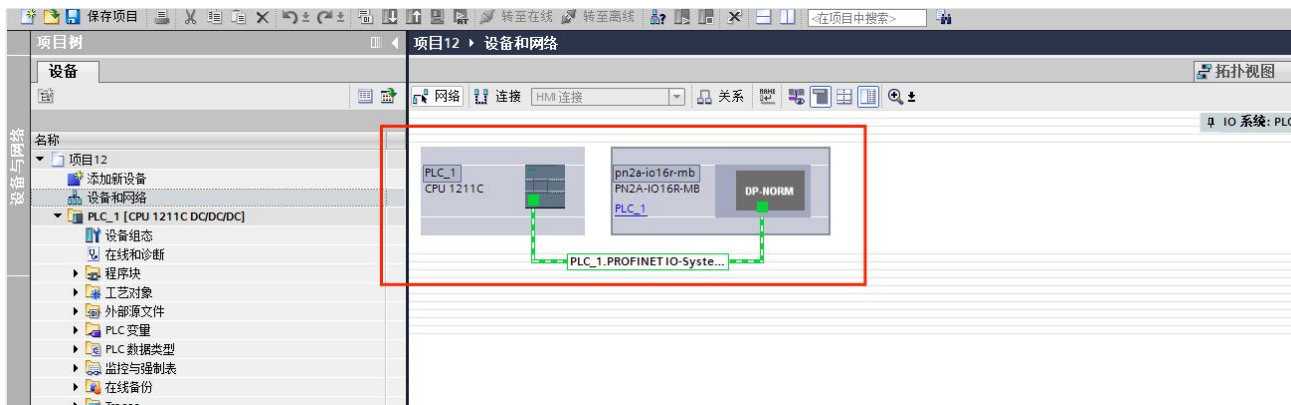 保存项目
转至在线
转至离线
<在项目中搜索>
项目树
项目12 ▸ 设备和网络
设备
拓扑视图
网络
连接
HMI 连接
关系
IO 系统: PLC
设备与网络
名称
项目12
添加新设备
设备和网络
PLC_1 [CPU 1211C DC/DC/DC]
设备组态
在线和诊断
程序块
工艺对象
外部源文件
PLC 变量
PLC 数据类型
监控与强制表
在线备份
Traces
PLC_1
CPU 1211C
pn2a-io16r-mb
PN2A-IO16R-MB
PLC_1
DP-NORM
PLC_1.PROFINET IO-Syste...